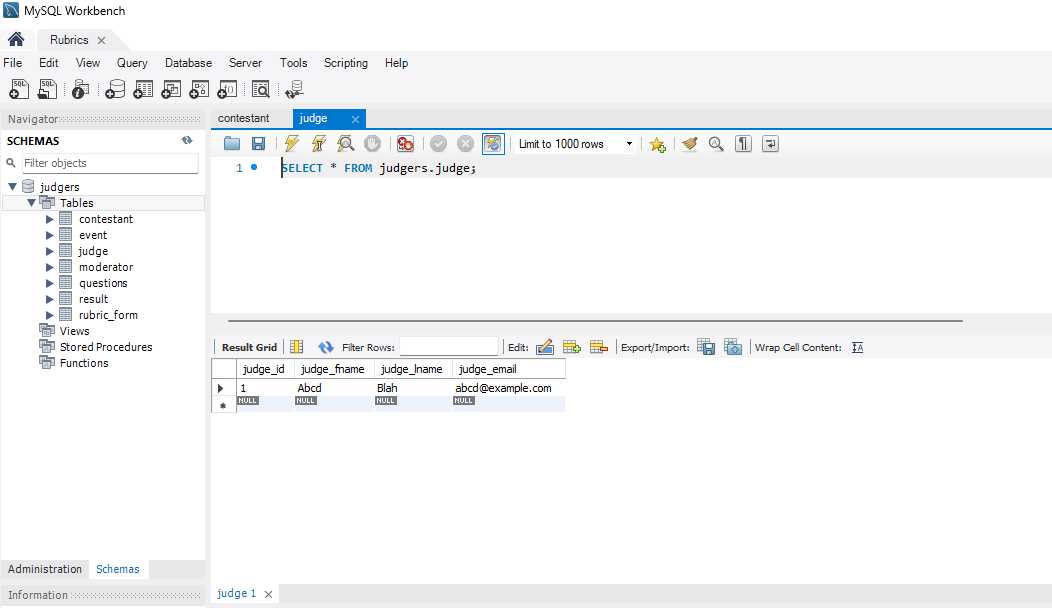 MySQL Workbench
Rubrics
File Edit View Query Database Server Tools Scripting Help
Navigator
SCHEMAS
Filter objects
judgers
Tables
contestant
event
judge
moderator
questions
result
rubric_form
Views
Stored Procedures
Functions
Administration Schemas
Information
contestant judge
Limit to 1000 rows
1 SELECT * FROM judgers.judge;
Result Grid Filter Rows: Edit: Export/Import: Wrap Cell Content:
judge_id judge_fname judge_lname judge_email
1 Abcd Blah abcd@example.com
NULL NULL NULL NULL
judge 1